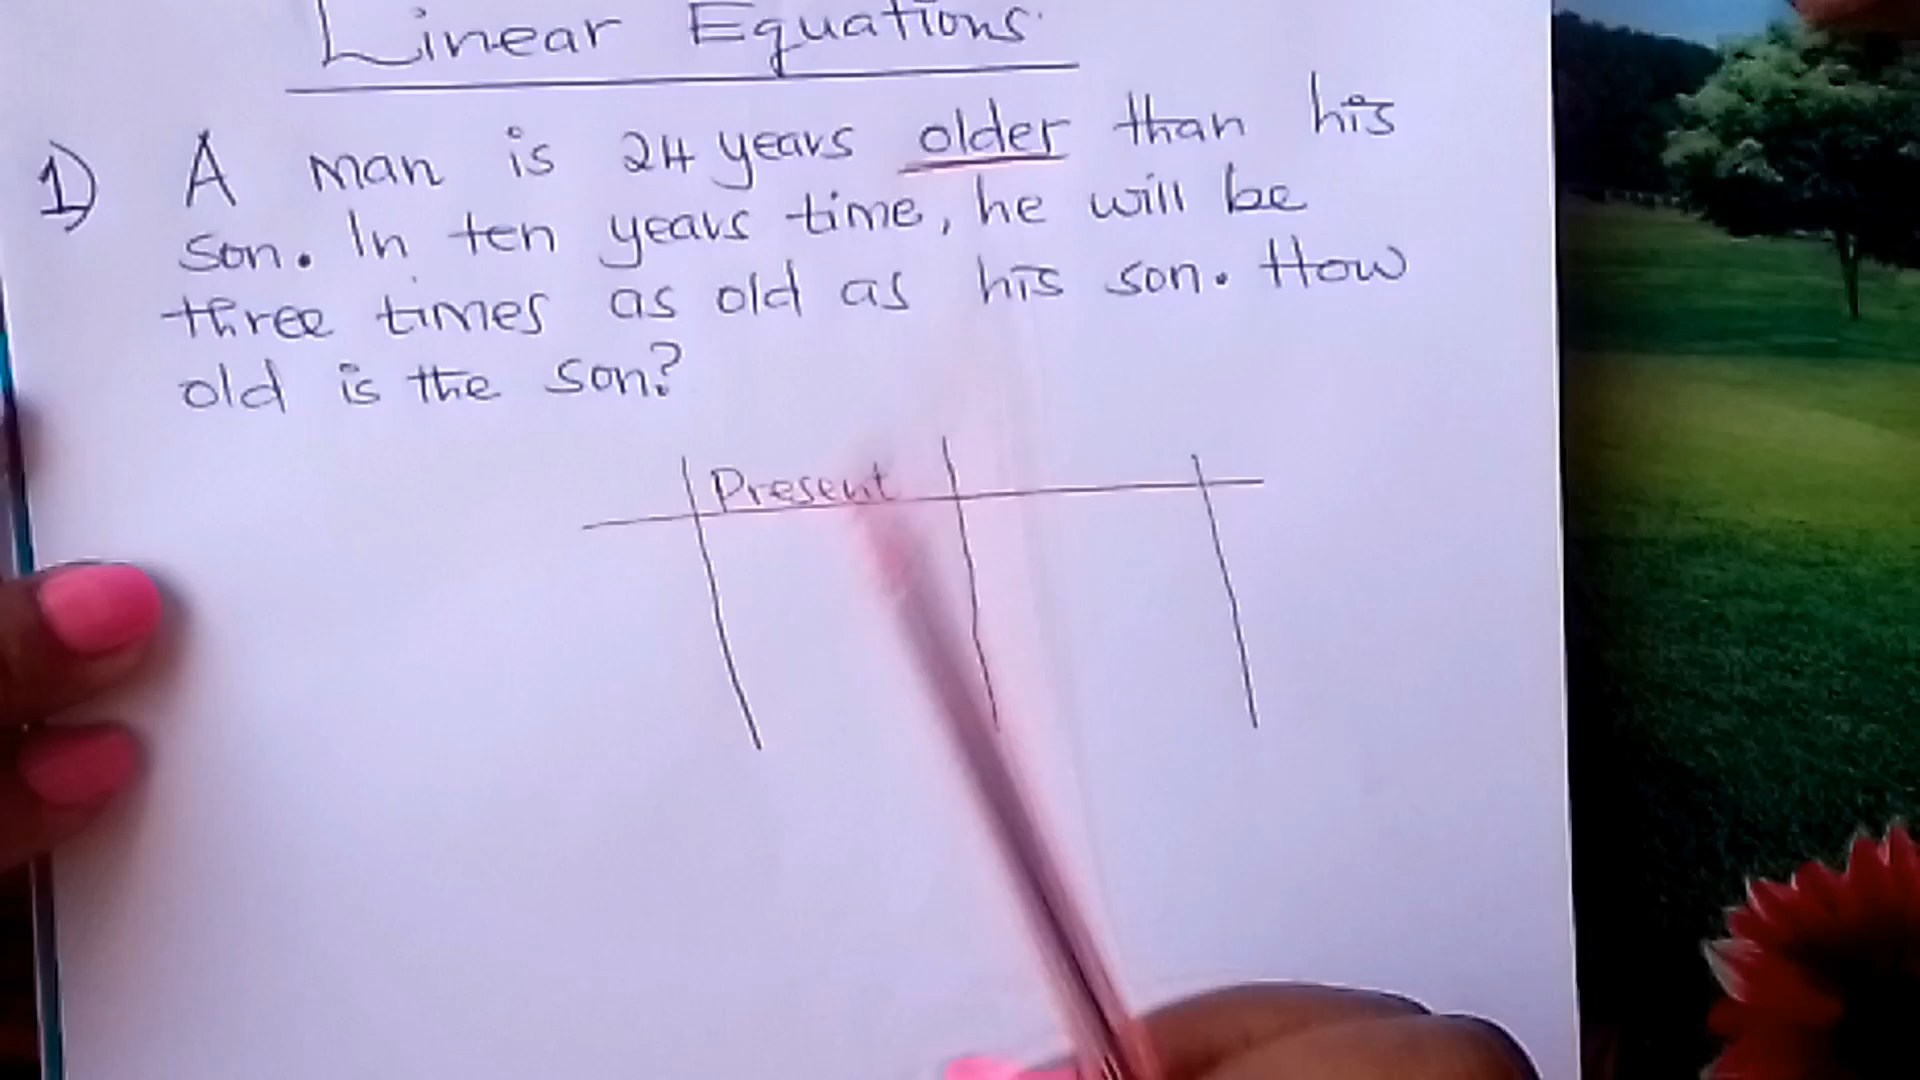 Linear Equations.
1) A man is 24 years older than his
son. In ten years time, he will be
three times as old as his son. How
old is the son?
Present